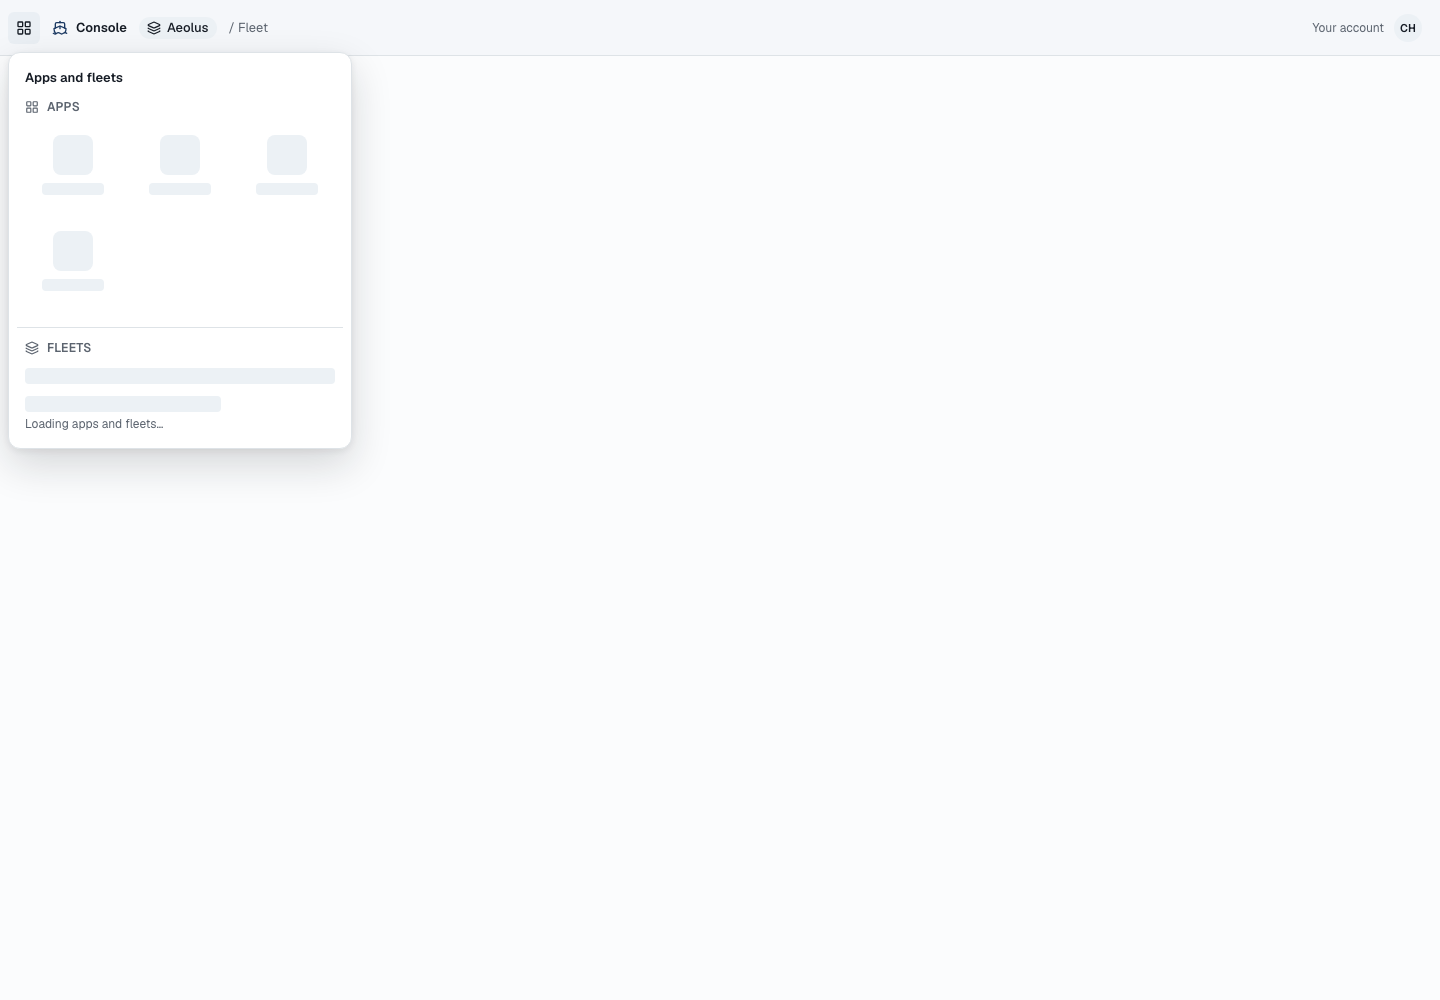 Console
Aeolus
/ Fleet
Your account
CH
Apps and fleets
APPS
FLEETS
Loading apps and fleets...